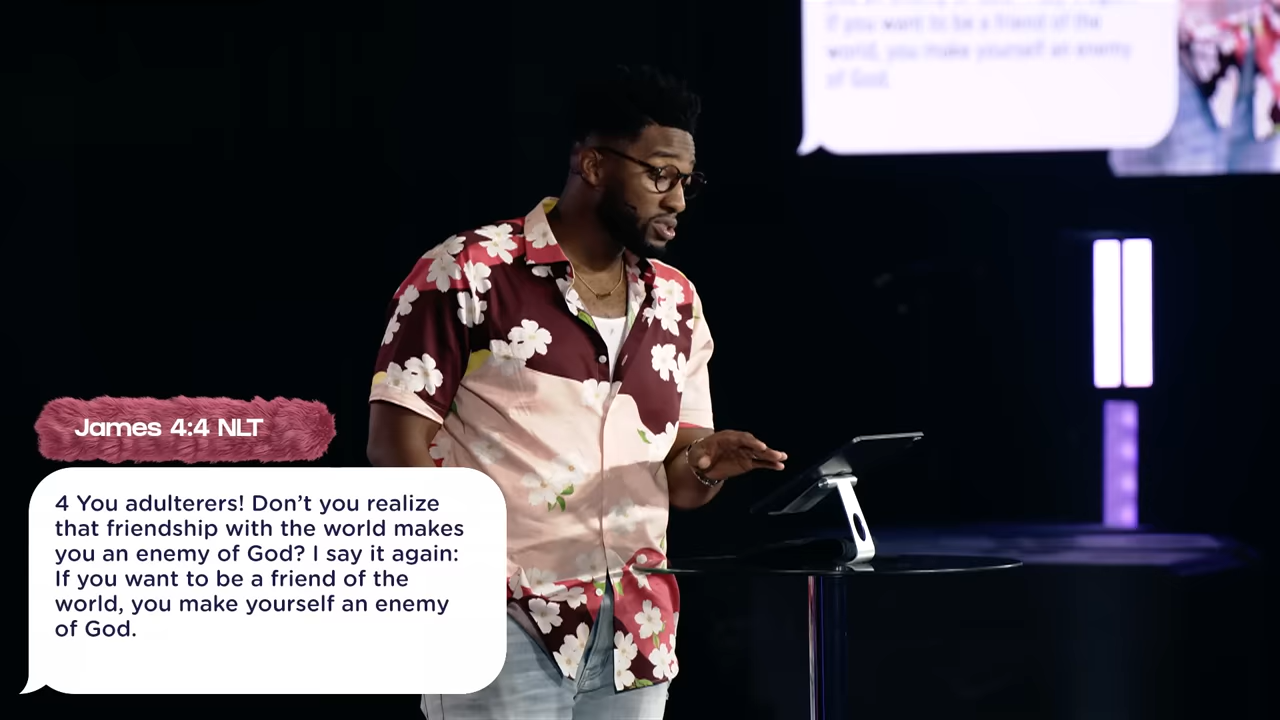 If you want to be a friend of the
world, you make yourself an enemy
of God.
James 4:4 NLT
4 You adulterers! Don’t you realize
that friendship with the world makes
you an enemy of God? I say it again:
If you want to be a friend of the
world, you make yourself an enemy
of God.